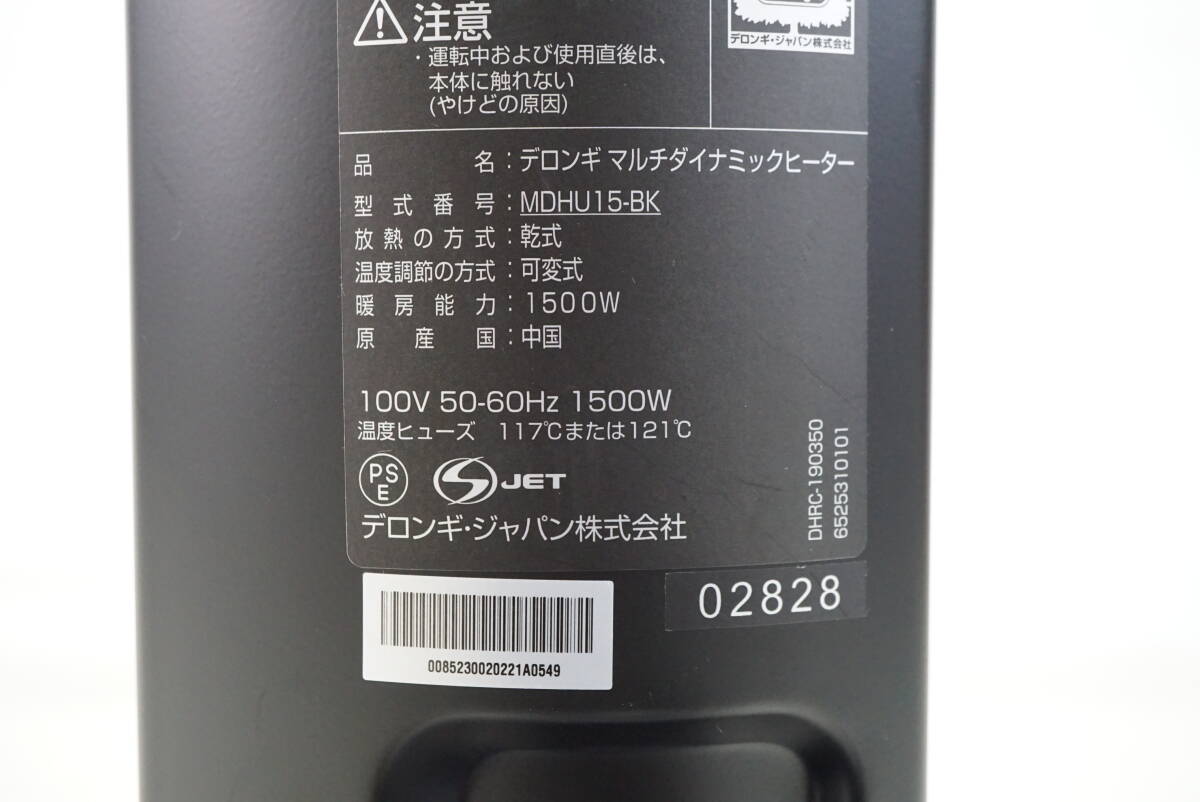 注意
・運転中および使用直後は、
本体に触れない
(やけどの原因)
デロンギ・ジャパン株式会社
品名：デロンギ マルチダイナミックヒーター
型式番号：MDHU15-BK
放熱の方式：乾式
温度調節の方式：可変式
暖房能力：1500W
原産国：中国
100V 50-60Hz 1500W
温度ヒューズ 117℃または121℃
PS
E
JET
デロンギ・ジャパン株式会社
DHRC-190350
6525310101
02828
0085230020221A0549